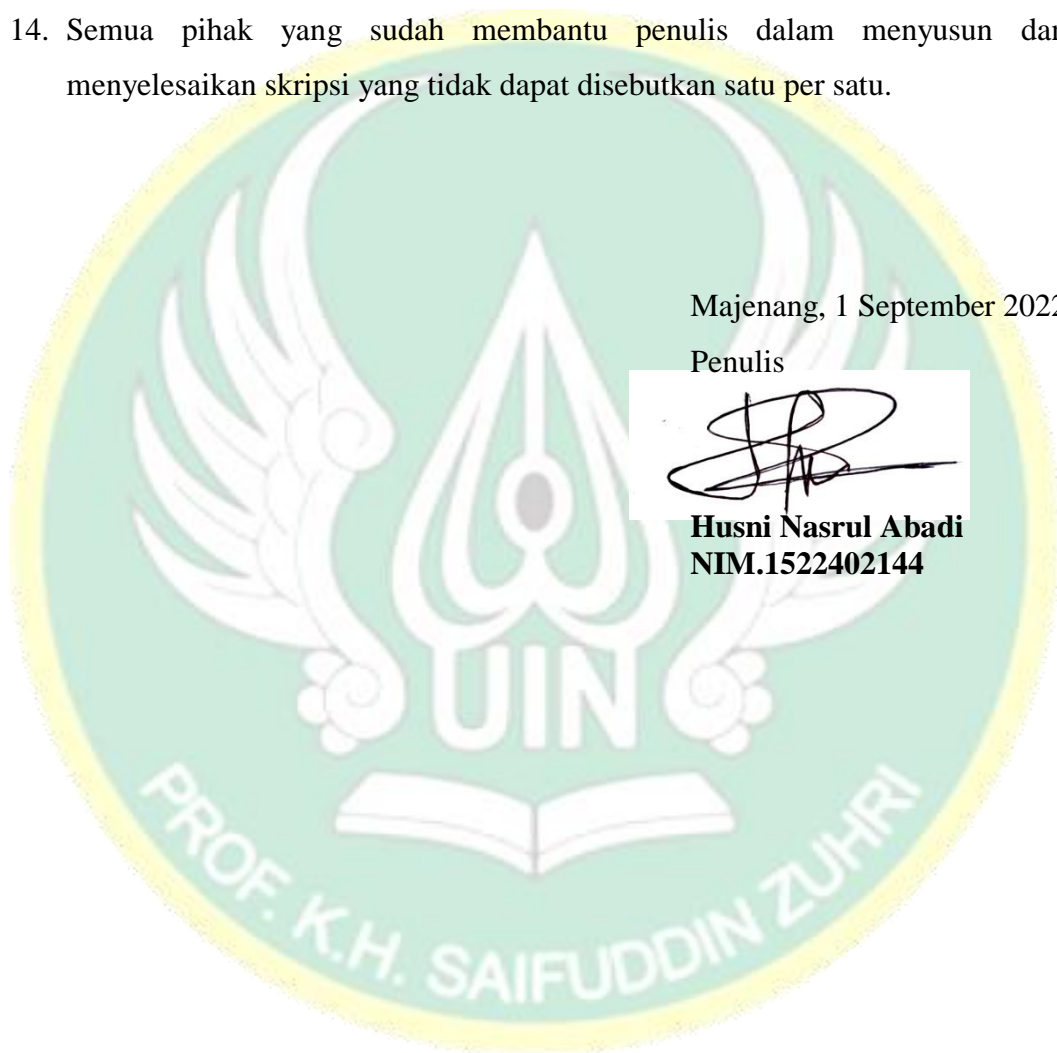 14. Semua pihak yang sudah membantu penulis dalam menyusun dan
menyelesaikan skripsi yang tidak dapat disebutkan satu per satu.
Majenang, 1 September 2022
Penulis
Husni Nasrul Abadi
NIM.1522402144
UIN
PROF. K.H. SAIFUDDIN ZUHRI